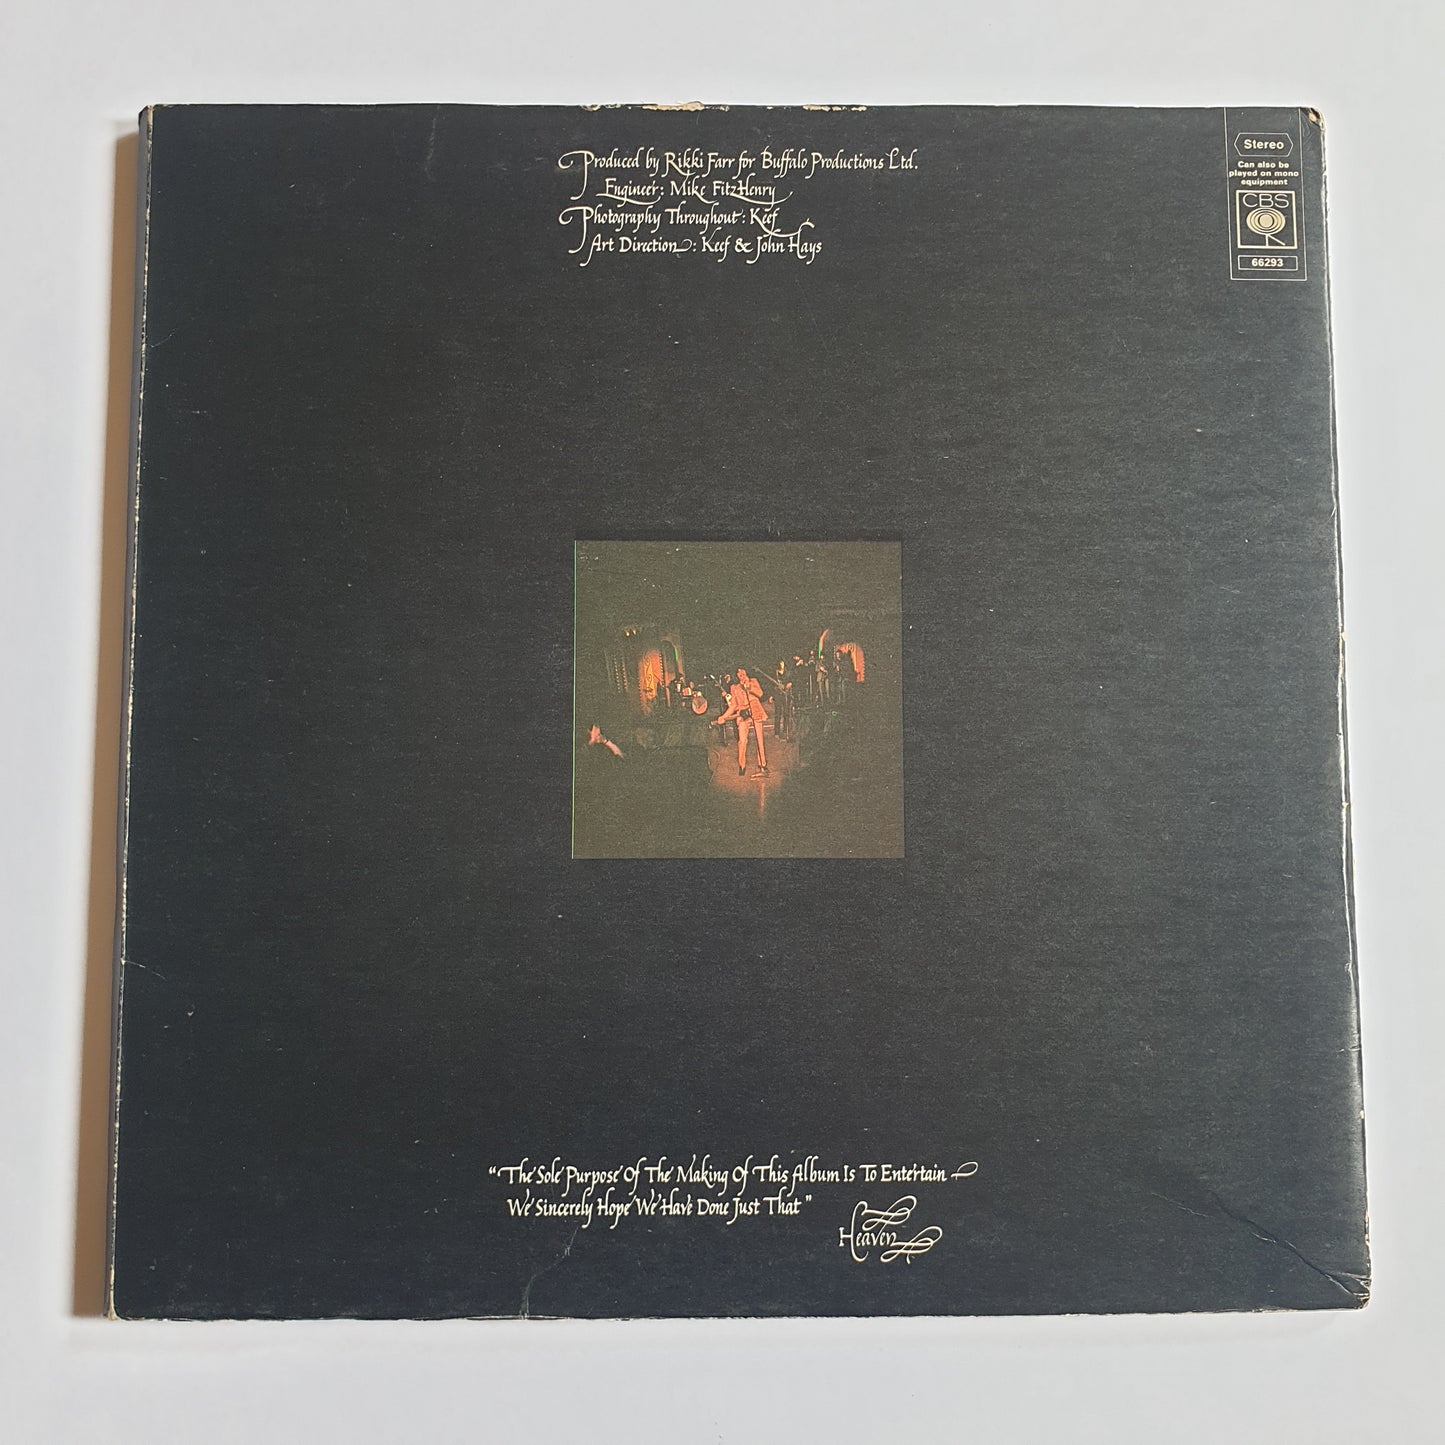 Produced by Rikki Farr for Buffalo Productions Ltd.
Engineer: Mike FitzHenry
Photography Throughout: Keef
Art Direction: Keef & John Hays
Stereo
Can also be
played on mono
equipment
CBS
66293
“The Sole Purpose Of The Making Of This Album Is To Entertain
We Sincerely Hope We Have Done Just That”
Heaven